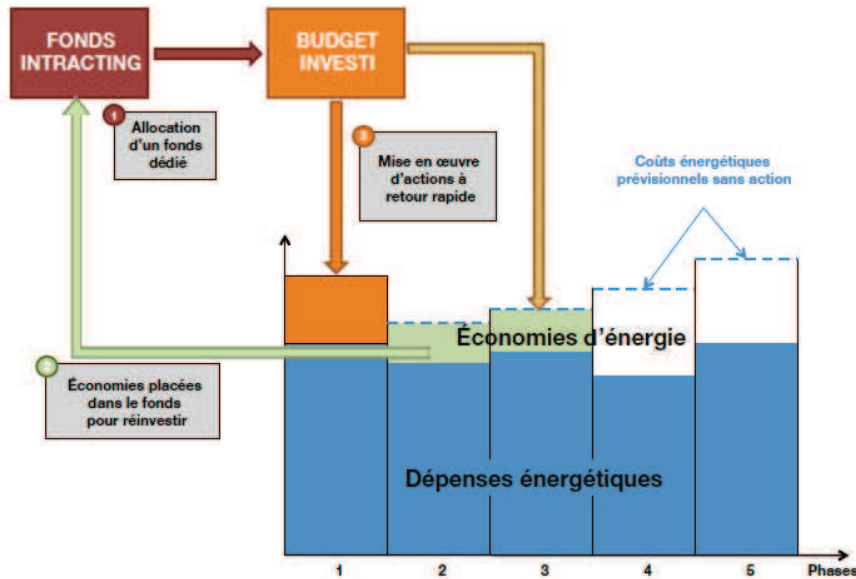 FONDS
INTRACTING
BUDGET
INVESTI
1
Allocation
d'un fonds
dédié
3
Mise en œuvre
d'actions à
retour rapide
Coûts énergétiques
prévisionnels sans action
Économies d'énergie
2
Économies placées
dans le fonds
pour réinvestir
Dépenses énergétiques
1 2 3 4 5 Phases